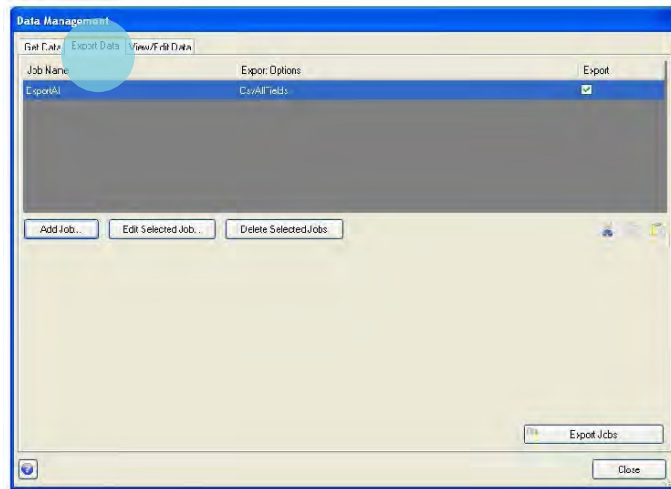 Data Management
Get Data Export Data View/Edit Data
Job Name Export Options Export
ExportAll CsvAllFields
Add Job... Edit Selected Job... Delete Selected Jobs
Export Jobs
Close